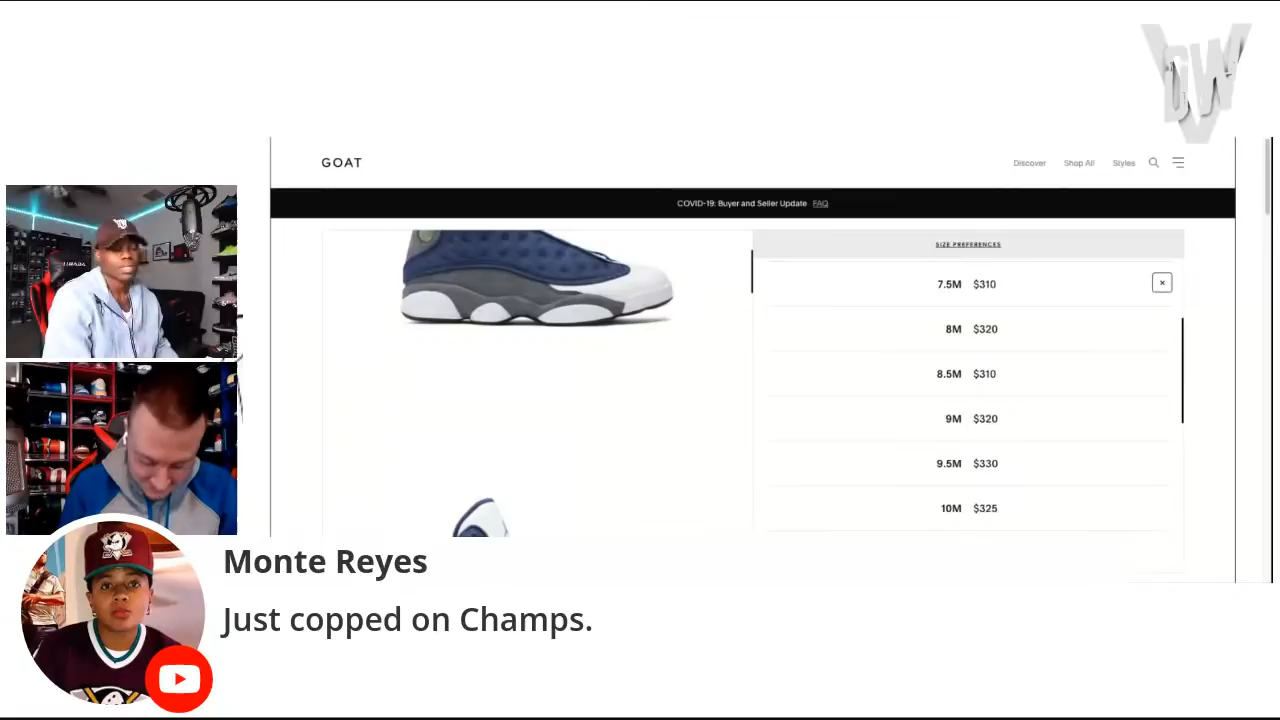 DWV
GOAT
Discover Shop All Styles
COVID-19: Buyer and Seller Update FAQ
SIZE PREFERENCES
7.5M $310
8M $320
8.5M $310
9M $320
9.5M $330
10M $325
Monte Reyes
Just copped on Champs.